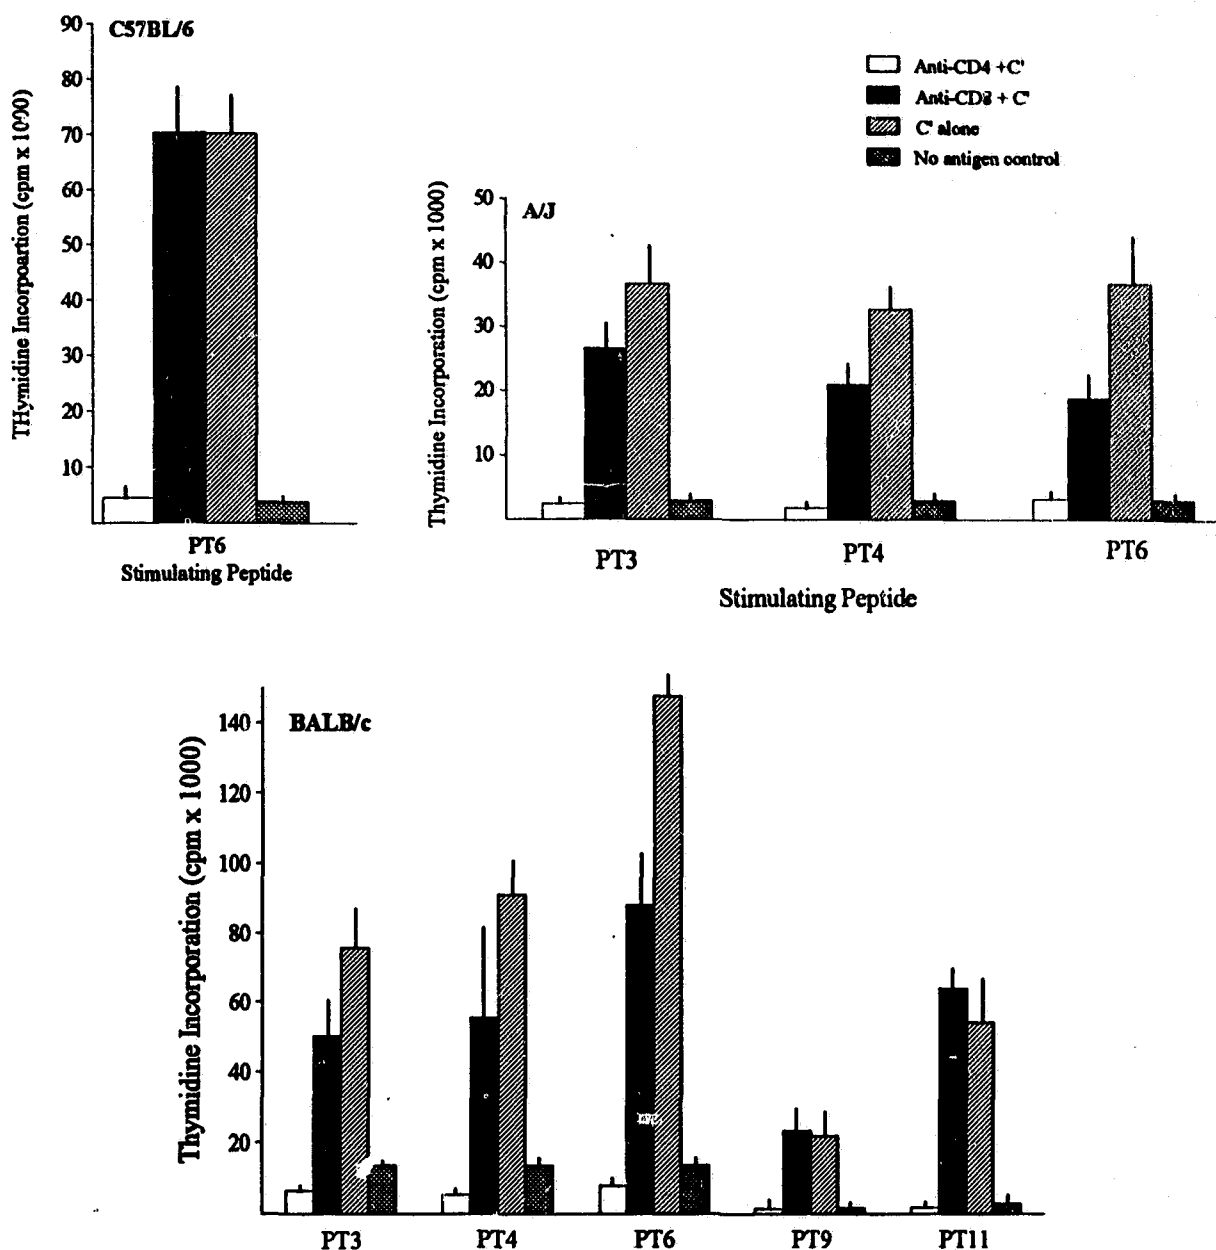 C57BL/6
THymidine Incorpoartion (cpm x 1000)
90
80
70
60
50
40
30
20
10
PT6
Stimulating Peptide
Anti-CD4 +C'
Anti-CD8 + C'
C' alone
No antigen control
A/J
Thymidine Incorporation (cpm x 1000)
50
40
30
20
10
PT3 PT4 PT6
Stimulating Peptide
BALB/c
Thymidine Incorporation (cpm x 1000)
140
120
100
80
60
40
20
PT3 PT4 PT6 PT9 PT11